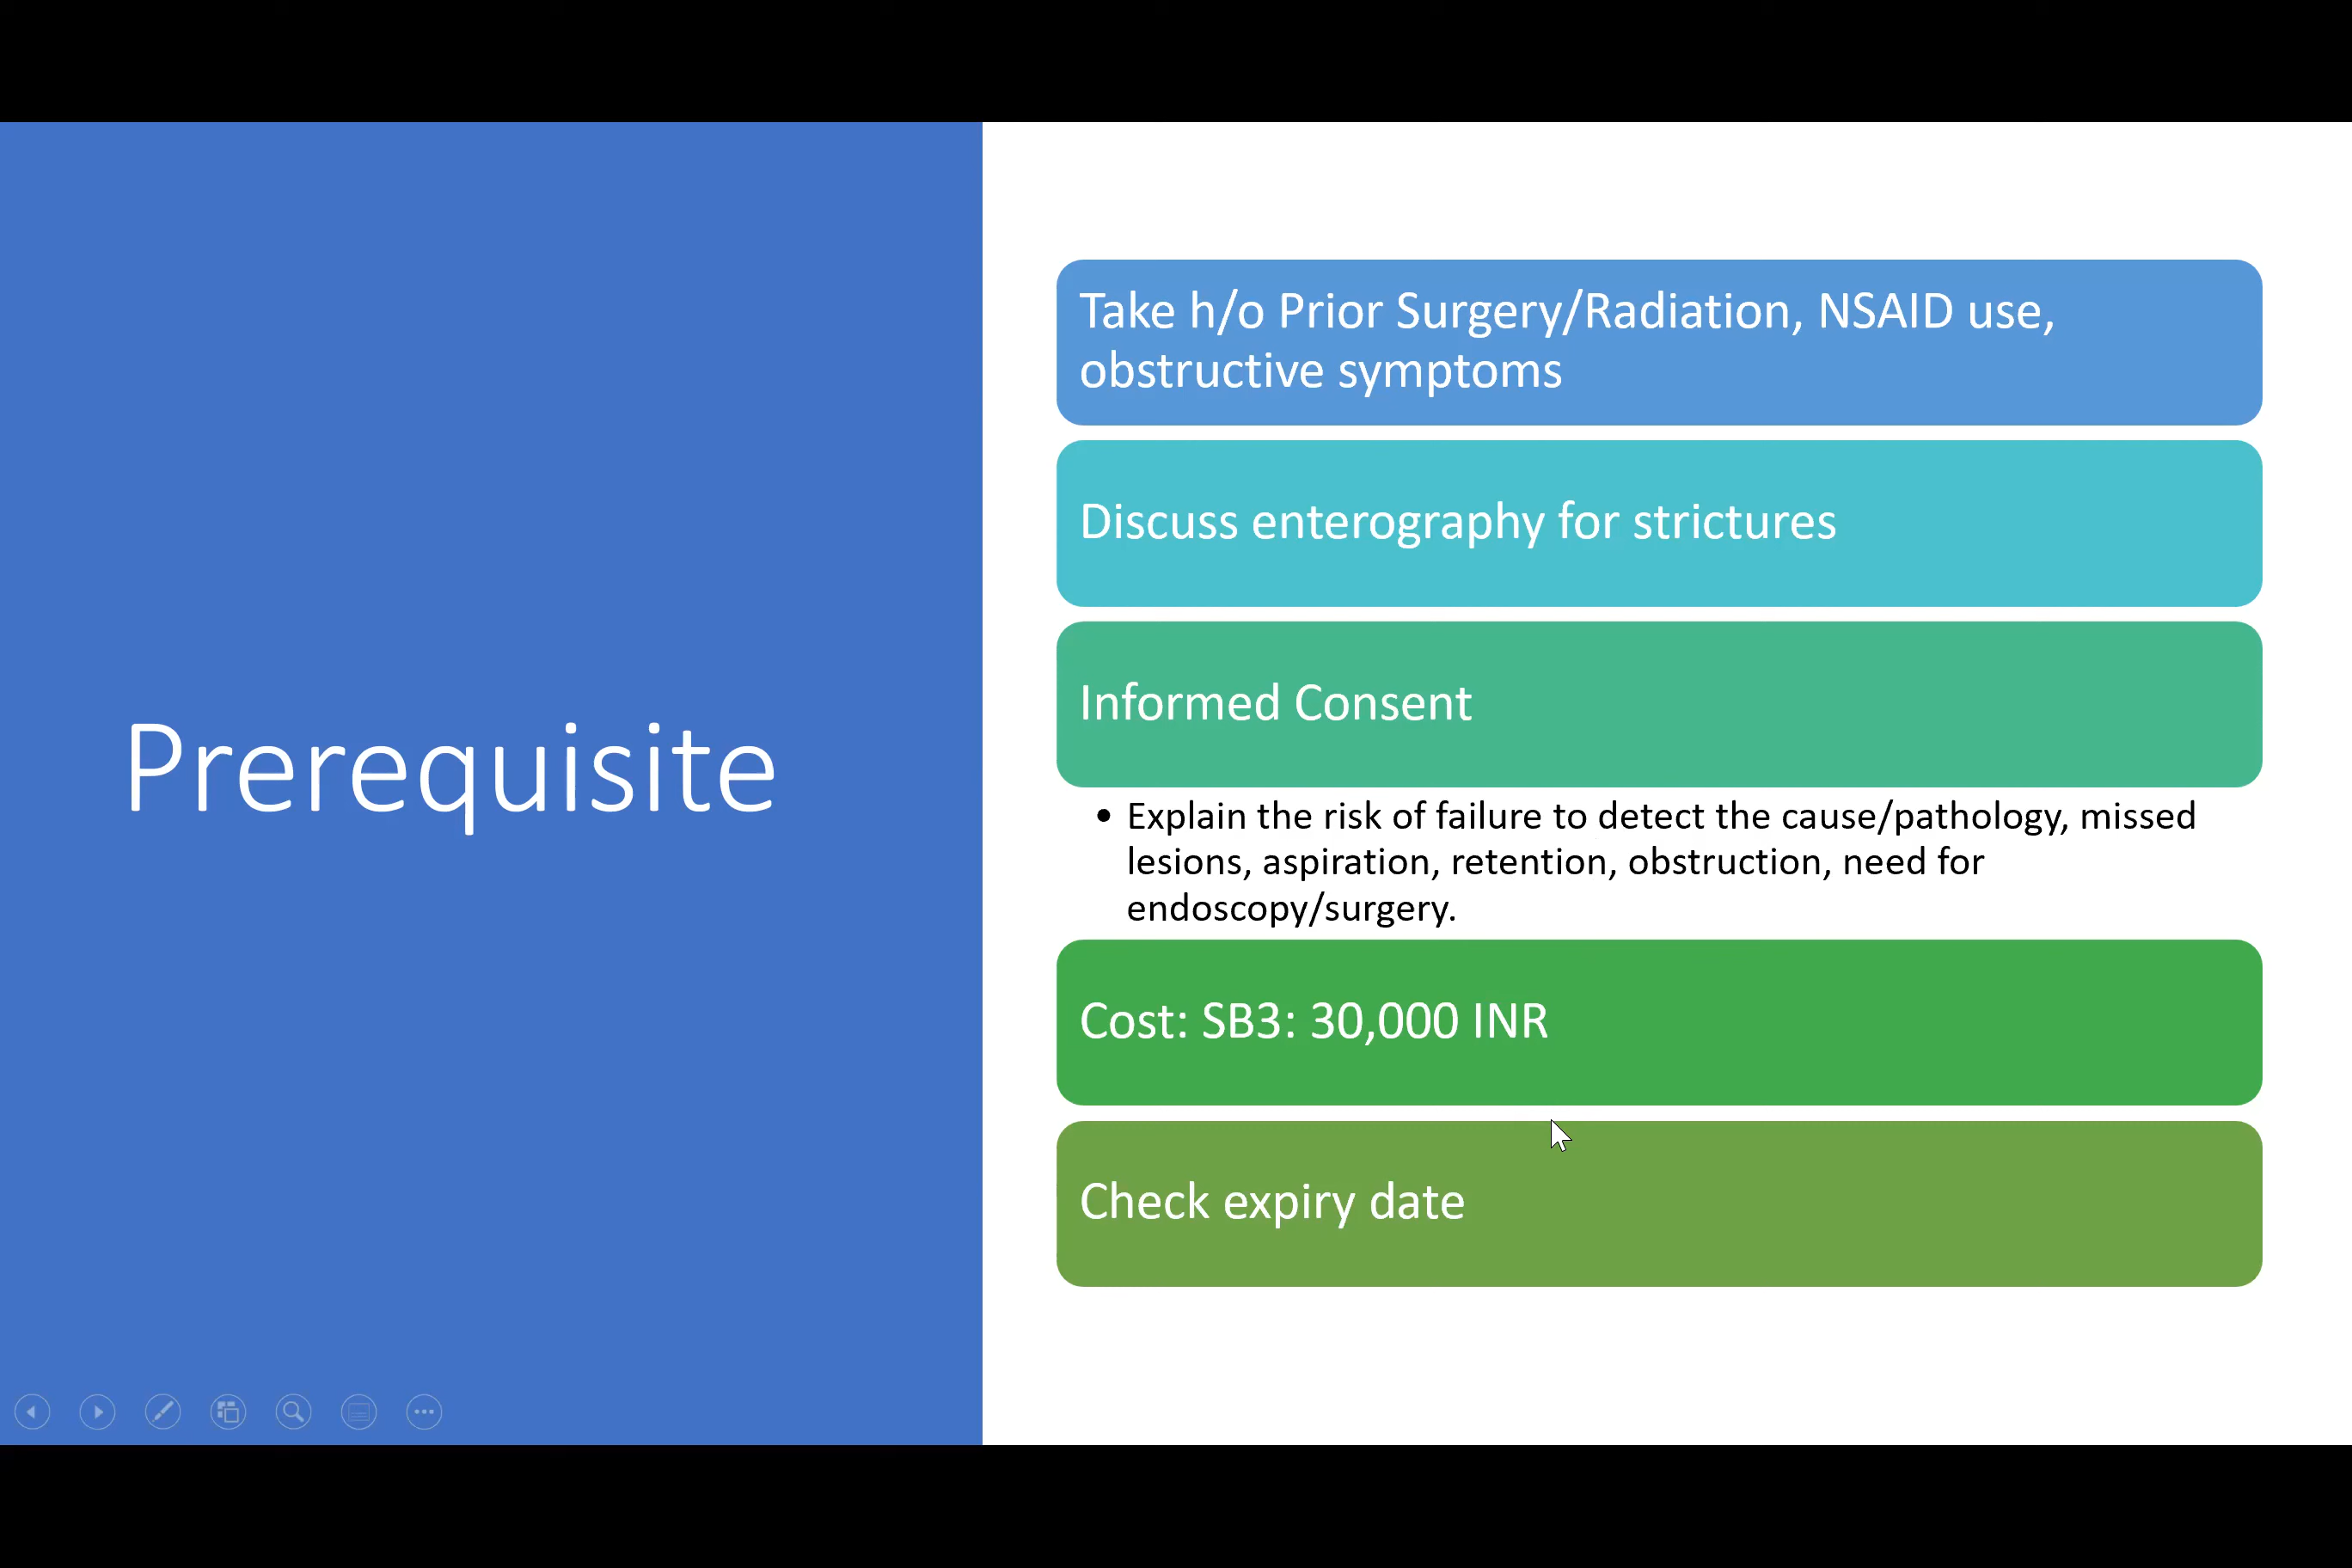 Prerequisite
Take h/o Prior Surgery/Radiation, NSAID use,
obstructive symptoms
Discuss enterography for strictures
Informed Consent
• Explain the risk of failure to detect the cause/pathology, missed
lesions, aspiration, retention, obstruction, need for
endoscopy/surgery.
Cost: SB3: 30,000 INR
Check expiry date